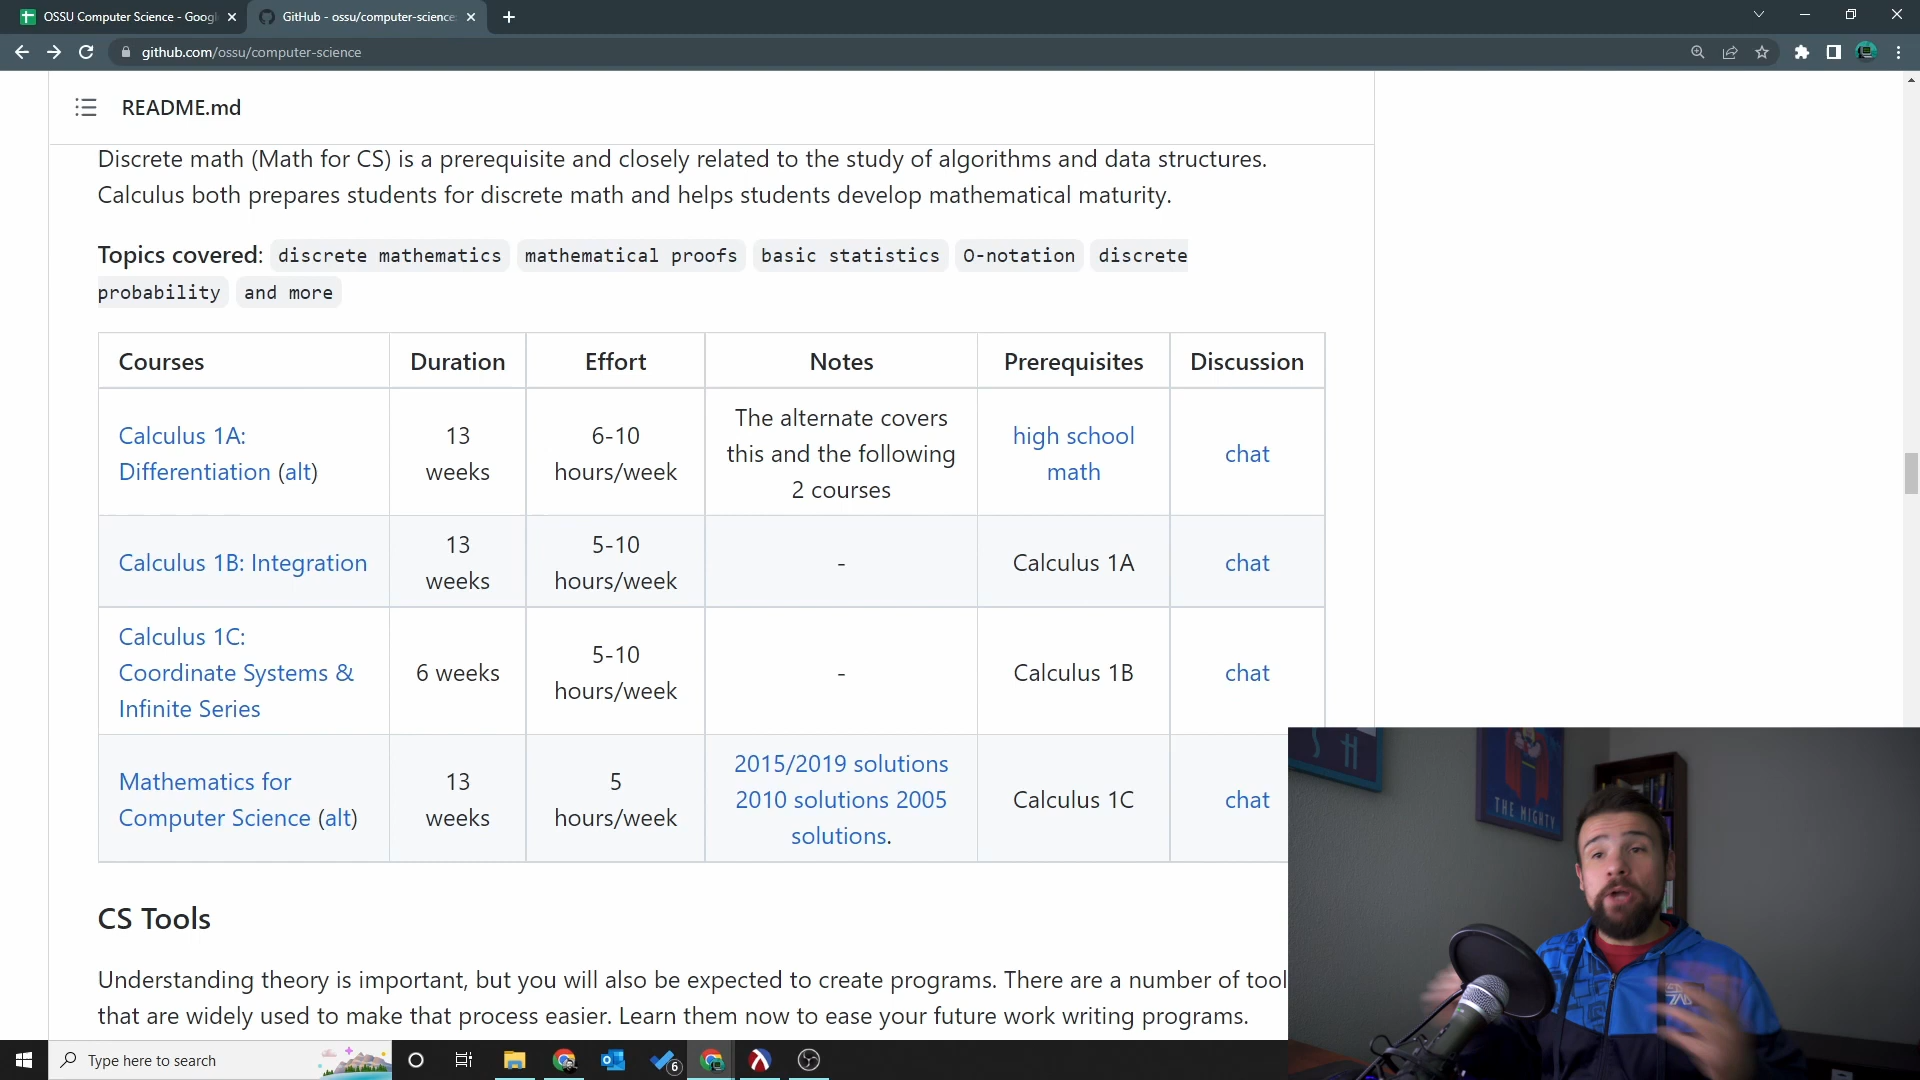 OSSU Computer Science - Googl
GitHub - ossu/computer-science:
github.com/ossu/computer-science
README.md
Discrete math (Math for CS) is a prerequisite and closely related to the study of algorithms and data structures.
Calculus both prepares students for discrete math and helps students develop mathematical maturity.
Topics covered: discrete mathematics mathematical proofs basic statistics O-notation discrete
probability and more
Courses Duration Effort Notes Prerequisites Discussion
Calculus 1A:
Differentiation (alt)
13
weeks
6-10
hours/week
The alternate covers
this and the following
2 courses
high school
math
chat
Calculus 1B: Integration
13
weeks
5-10
hours/week
-
Calculus 1A
chat
Calculus 1C:
Coordinate Systems &
Infinite Series
6 weeks
5-10
hours/week
-
Calculus 1B
chat
Mathematics for
Computer Science (alt)
13
weeks
5
hours/week
2015/2019 solutions
2010 solutions 2005
solutions.
Calculus 1C
chat
CS Tools
Understanding theory is important, but you will also be expected to create programs. There are a number of tool
that are widely used to make that process easier. Learn them now to ease your future work writing programs.
THE MIGHTY
Type here to search
6